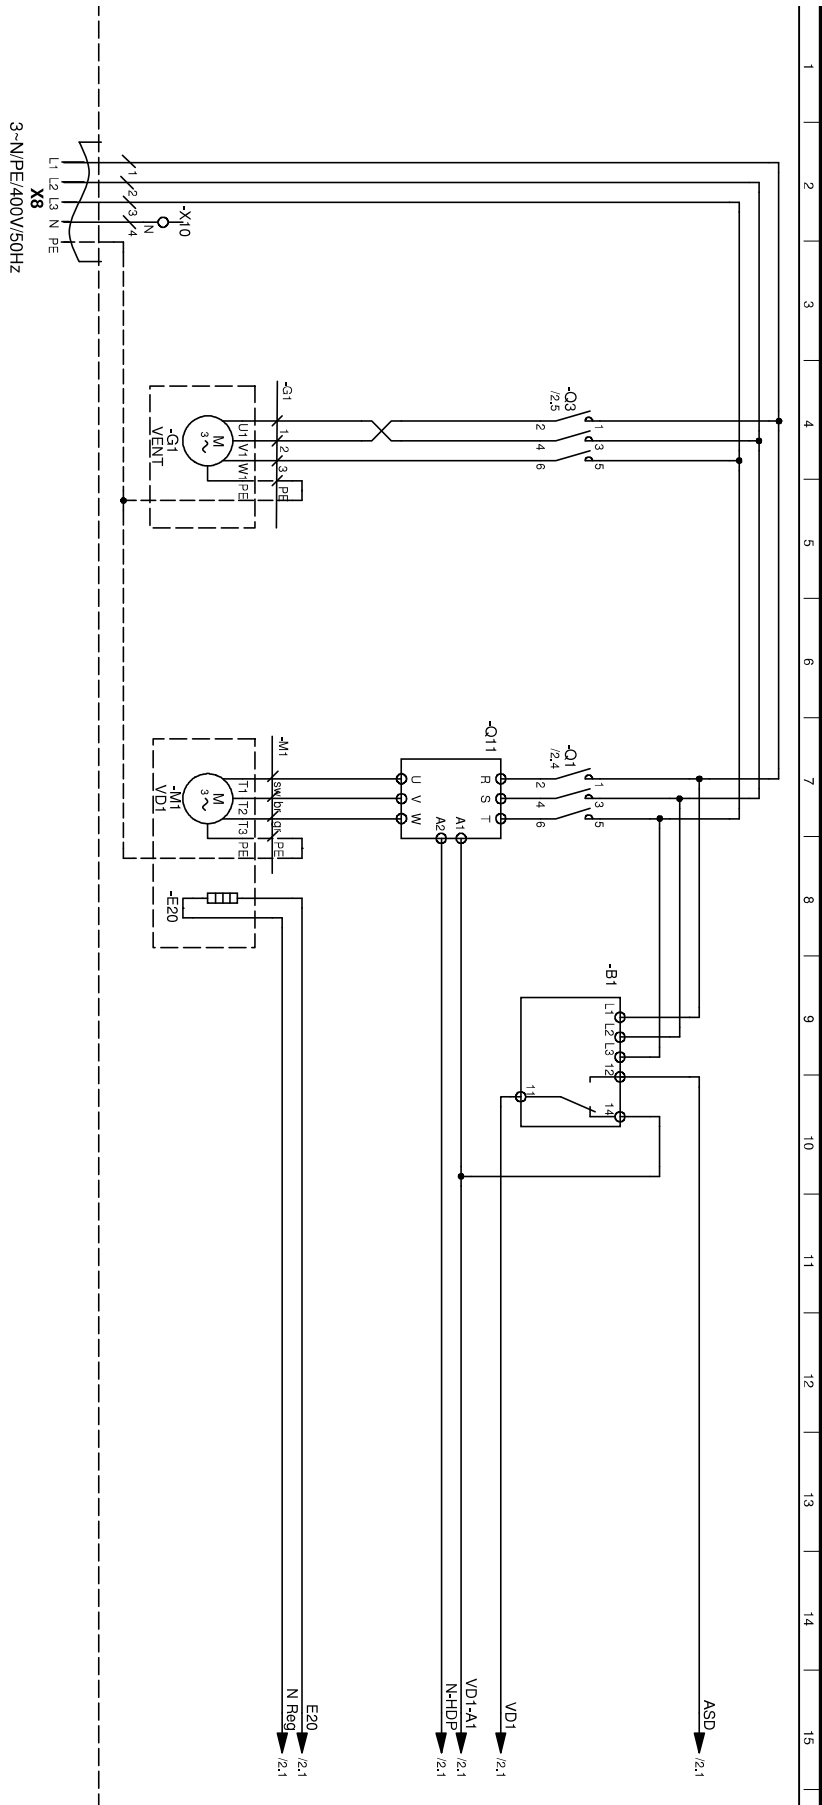 1
2
3
4
5
6
7
8
9
10
11
12
13
14
15
L1
L2
L3
N
PE
1
2
3
4
N
-X10
X8
3~N/PE/400V/50Hz
-Q3
/2.5
1
3
5
2
4
6
-G1
1
2
3
PE
U1
V1
W1
PE
M
3~
-G1
VENT
-Q1
/2.4
1
3
5
2
4
6
-Q11
R
S
T
U
V
W
A1
A2
-M1
sw
br
gr
PE
T1
T2
T3
PE
M
3~
-M1
VD1
-E20
-B1
L1
L2
L3
12
14
11
ASD
/2.1
VD1
/2.1
VD1-A1
/2.1
N-HDP
/2.1
E20
/2.1
N Reg
/2.1